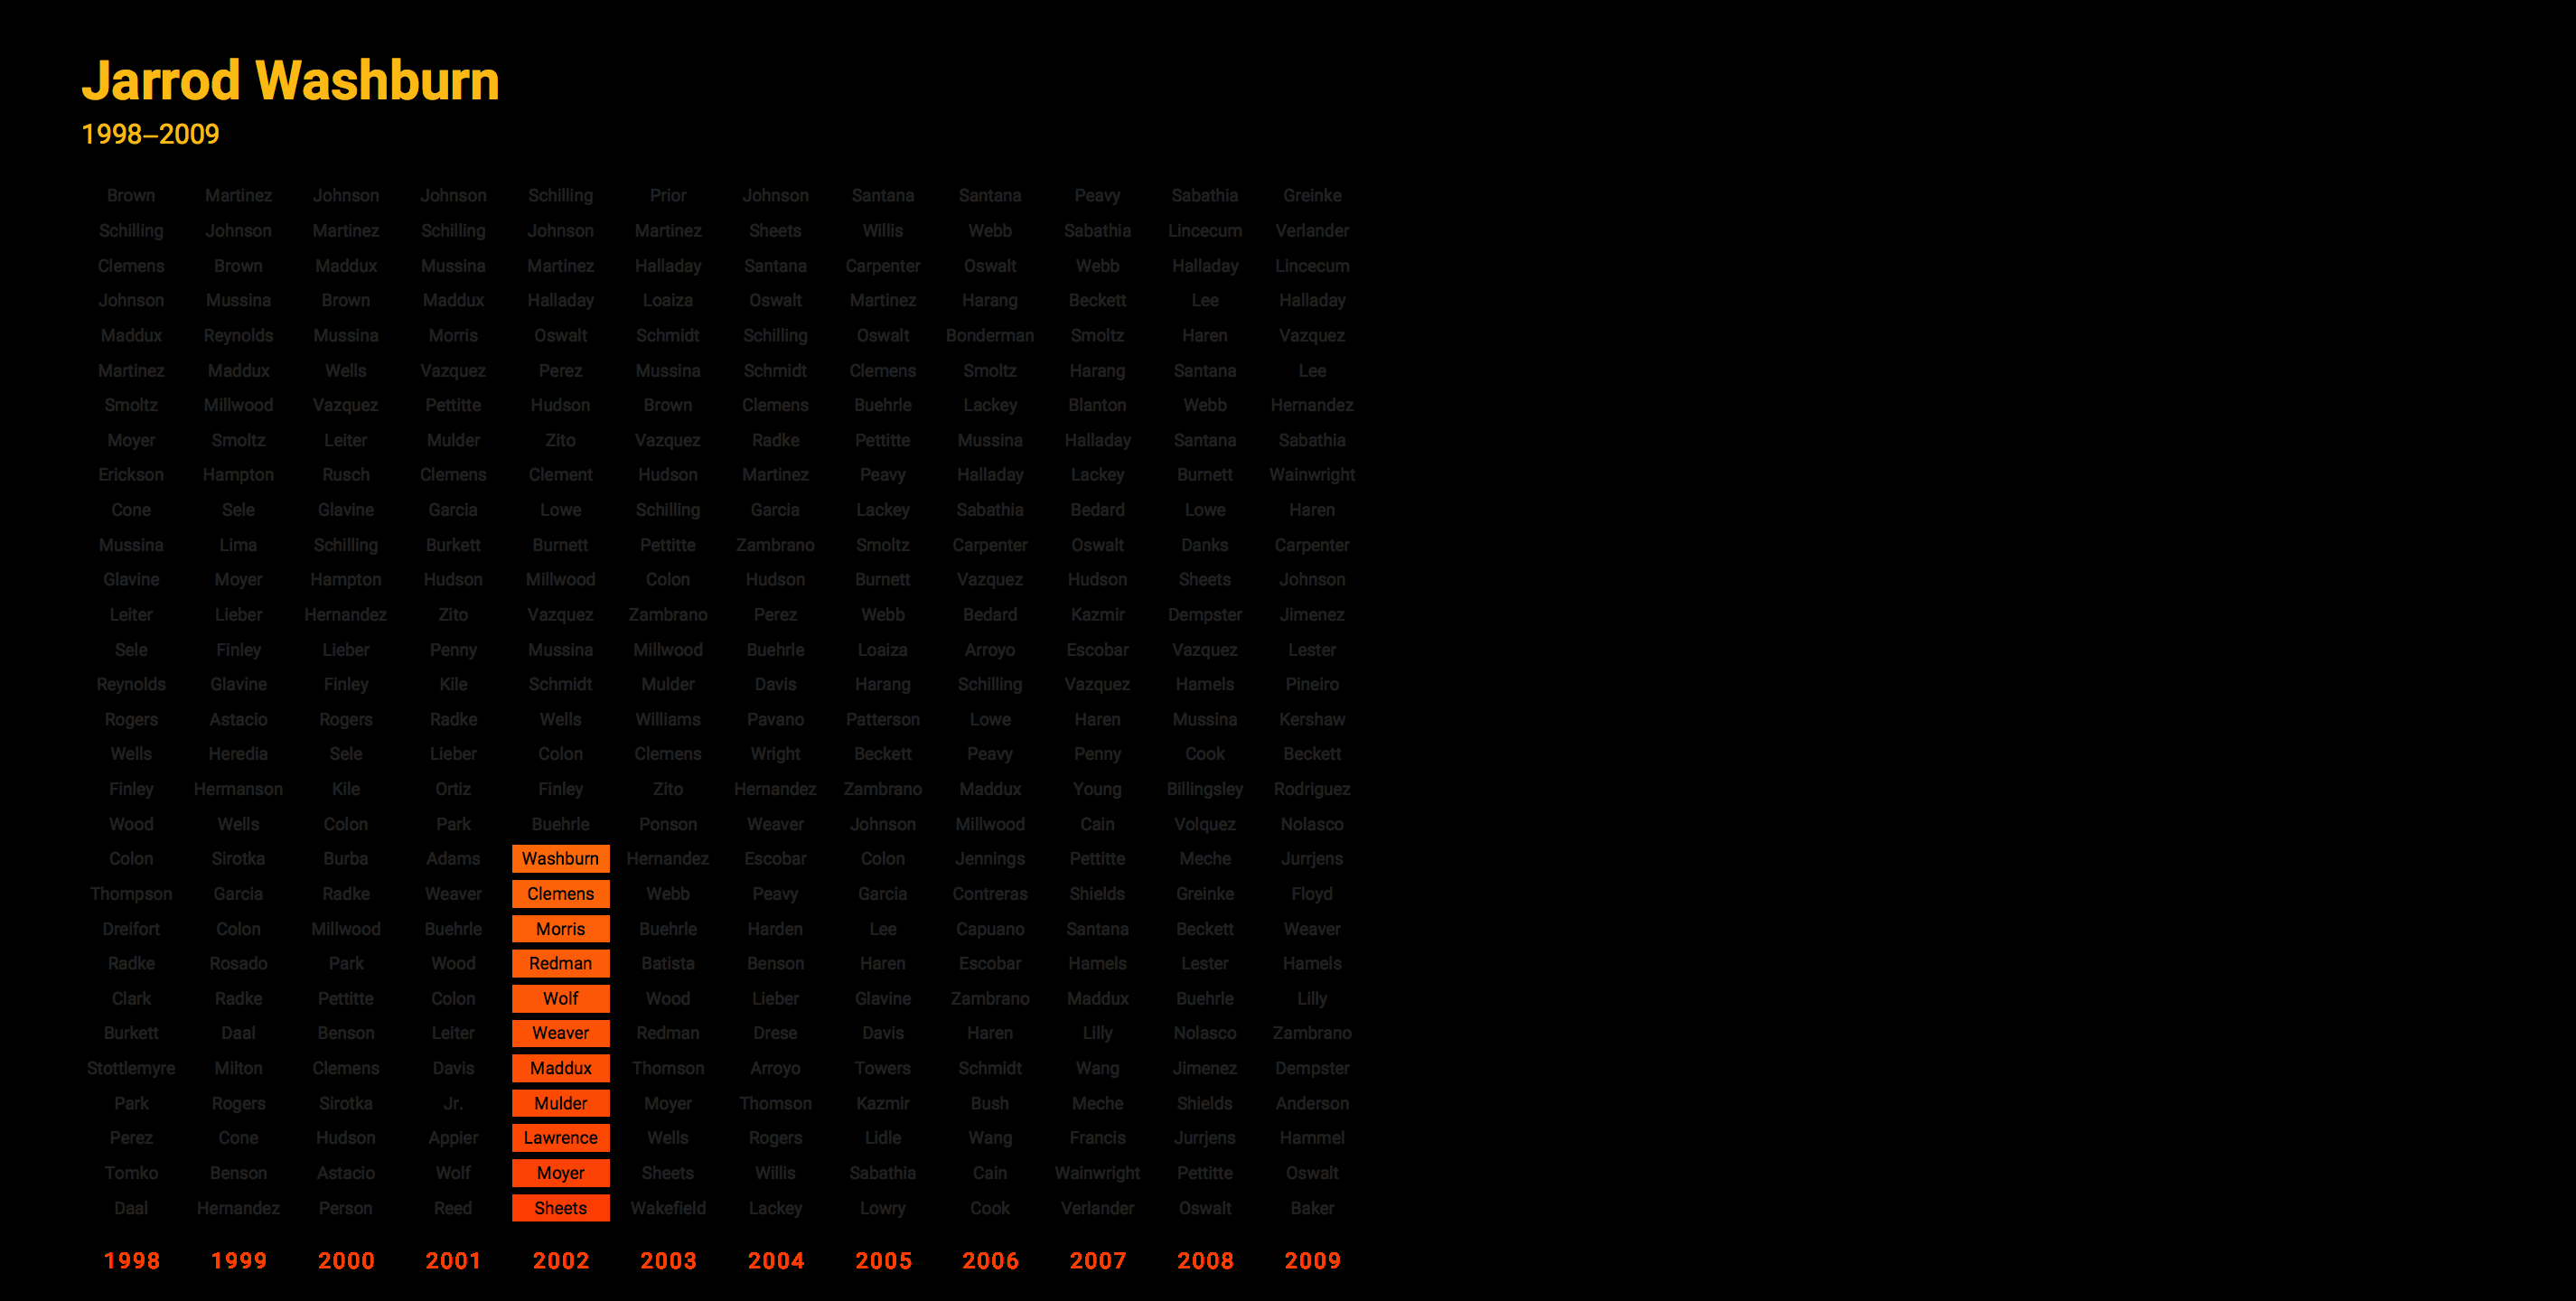 Jarrod Washburn
1998–2009
Brown Martinez Johnson Johnson Schilling Prior Johnson Santana Santana Peavy Sabathia Greinke
Schilling Johnson Martinez Schilling Johnson Martinez Sheets Willis Webb Sabathia Lincecum Verlander
Clemens Brown Maddux Mussina Martinez Halladay Santana Carpenter Oswalt Webb Halladay Lincecum
Johnson Mussina Brown Maddux Halladay Loaiza Oswalt Martinez Harang Beckett Lee Halladay
Maddux Reynolds Mussina Morris Oswalt Schmidt Schilling Oswalt Bonderman Smoltz Haren Vazquez
Martinez Maddux Wells Vazquez Perez Mussina Schmidt Clemens Smoltz Harang Santana Lee
Smoltz Millwood Vazquez Pettitte Hudson Brown Clemens Buehrle Lackey Blanton Webb Hernandez
Moyer Smoltz Leiter Mulder Zito Vazquez Radke Pettitte Mussina Halladay Santana Sabathia
Erickson Hampton Rusch Clemens Clement Hudson Martinez Peavy Halladay Lackey Burnett Wainwright
Cone Sele Glavine Garcia Lowe Schilling Garcia Lackey Sabathia Bedard Lowe Haren
Mussina Lima Schilling Burkett Burnett Pettitte Zambrano Smoltz Carpenter Oswalt Danks Carpenter
Glavine Moyer Hampton Hudson Millwood Colon Hudson Burnett Vazquez Hudson Sheets Johnson
Leiter Lieber Hernandez Zito Vazquez Zambrano Perez Webb Bedard Kazmir Dempster Jimenez
Sele Finley Lieber Penny Mussina Millwood Buehrle Loaiza Arroyo Escobar Vazquez Lester
Reynolds Glavine Finley Kile Schmidt Mulder Davis Harang Schilling Vazquez Hamels Pineiro
Rogers Astacio Rogers Radke Wells Williams Pavano Patterson Lowe Haren Mussina Kershaw
Wells Heredia Sele Lieber Colon Clemens Wright Beckett Peavy Penny Cook Beckett
Finley Hermanson Kile Ortiz Finley Zito Hernandez Zambrano Maddux Young Billingsley Rodriguez
Wood Wells Colon Park Buehrle Ponson Weaver Johnson Millwood Cain Volquez Nolasco
Colon Sirotka Burba Adams Washburn Hernandez Escobar Colon Jennings Pettitte Meche Jurrjens
Thompson Garcia Radke Weaver Clemens Webb Peavy Garcia Contreras Shields Greinke Floyd
Dreifort Colon Millwood Buehrle Morris Buehrle Harden Lee Capuano Santana Beckett Weaver
Radke Rosado Park Wood Redman Batista Benson Haren Escobar Hamels Lester Hamels
Clark Radke Pettitte Colon Wolf Wood Lieber Glavine Zambrano Maddux Buehrle Lilly
Burkett Daal Benson Leiter Weaver Redman Drese Davis Haren Lilly Nolasco Zambrano
Stottlemyre Milton Clemens Davis Maddux Thomson Arroyo Towers Schmidt Wang Jimenez Dempster
Park Rogers Sirotka Jr. Mulder Moyer Thomson Kazmir Bush Meche Shields Anderson
Perez Cone Hudson Appier Lawrence Wells Rogers Lidle Wang Francis Jurrjens Hammel
Tomko Benson Astacio Wolf Moyer Sheets Willis Sabathia Cain Wainwright Pettitte Oswalt
Daal Hernandez Person Reed Sheets Wakefield Lackey Lowry Cook Verlander Oswalt Baker
1998 1999 2000 2001 2002 2003 2004 2005 2006 2007 2008 2009